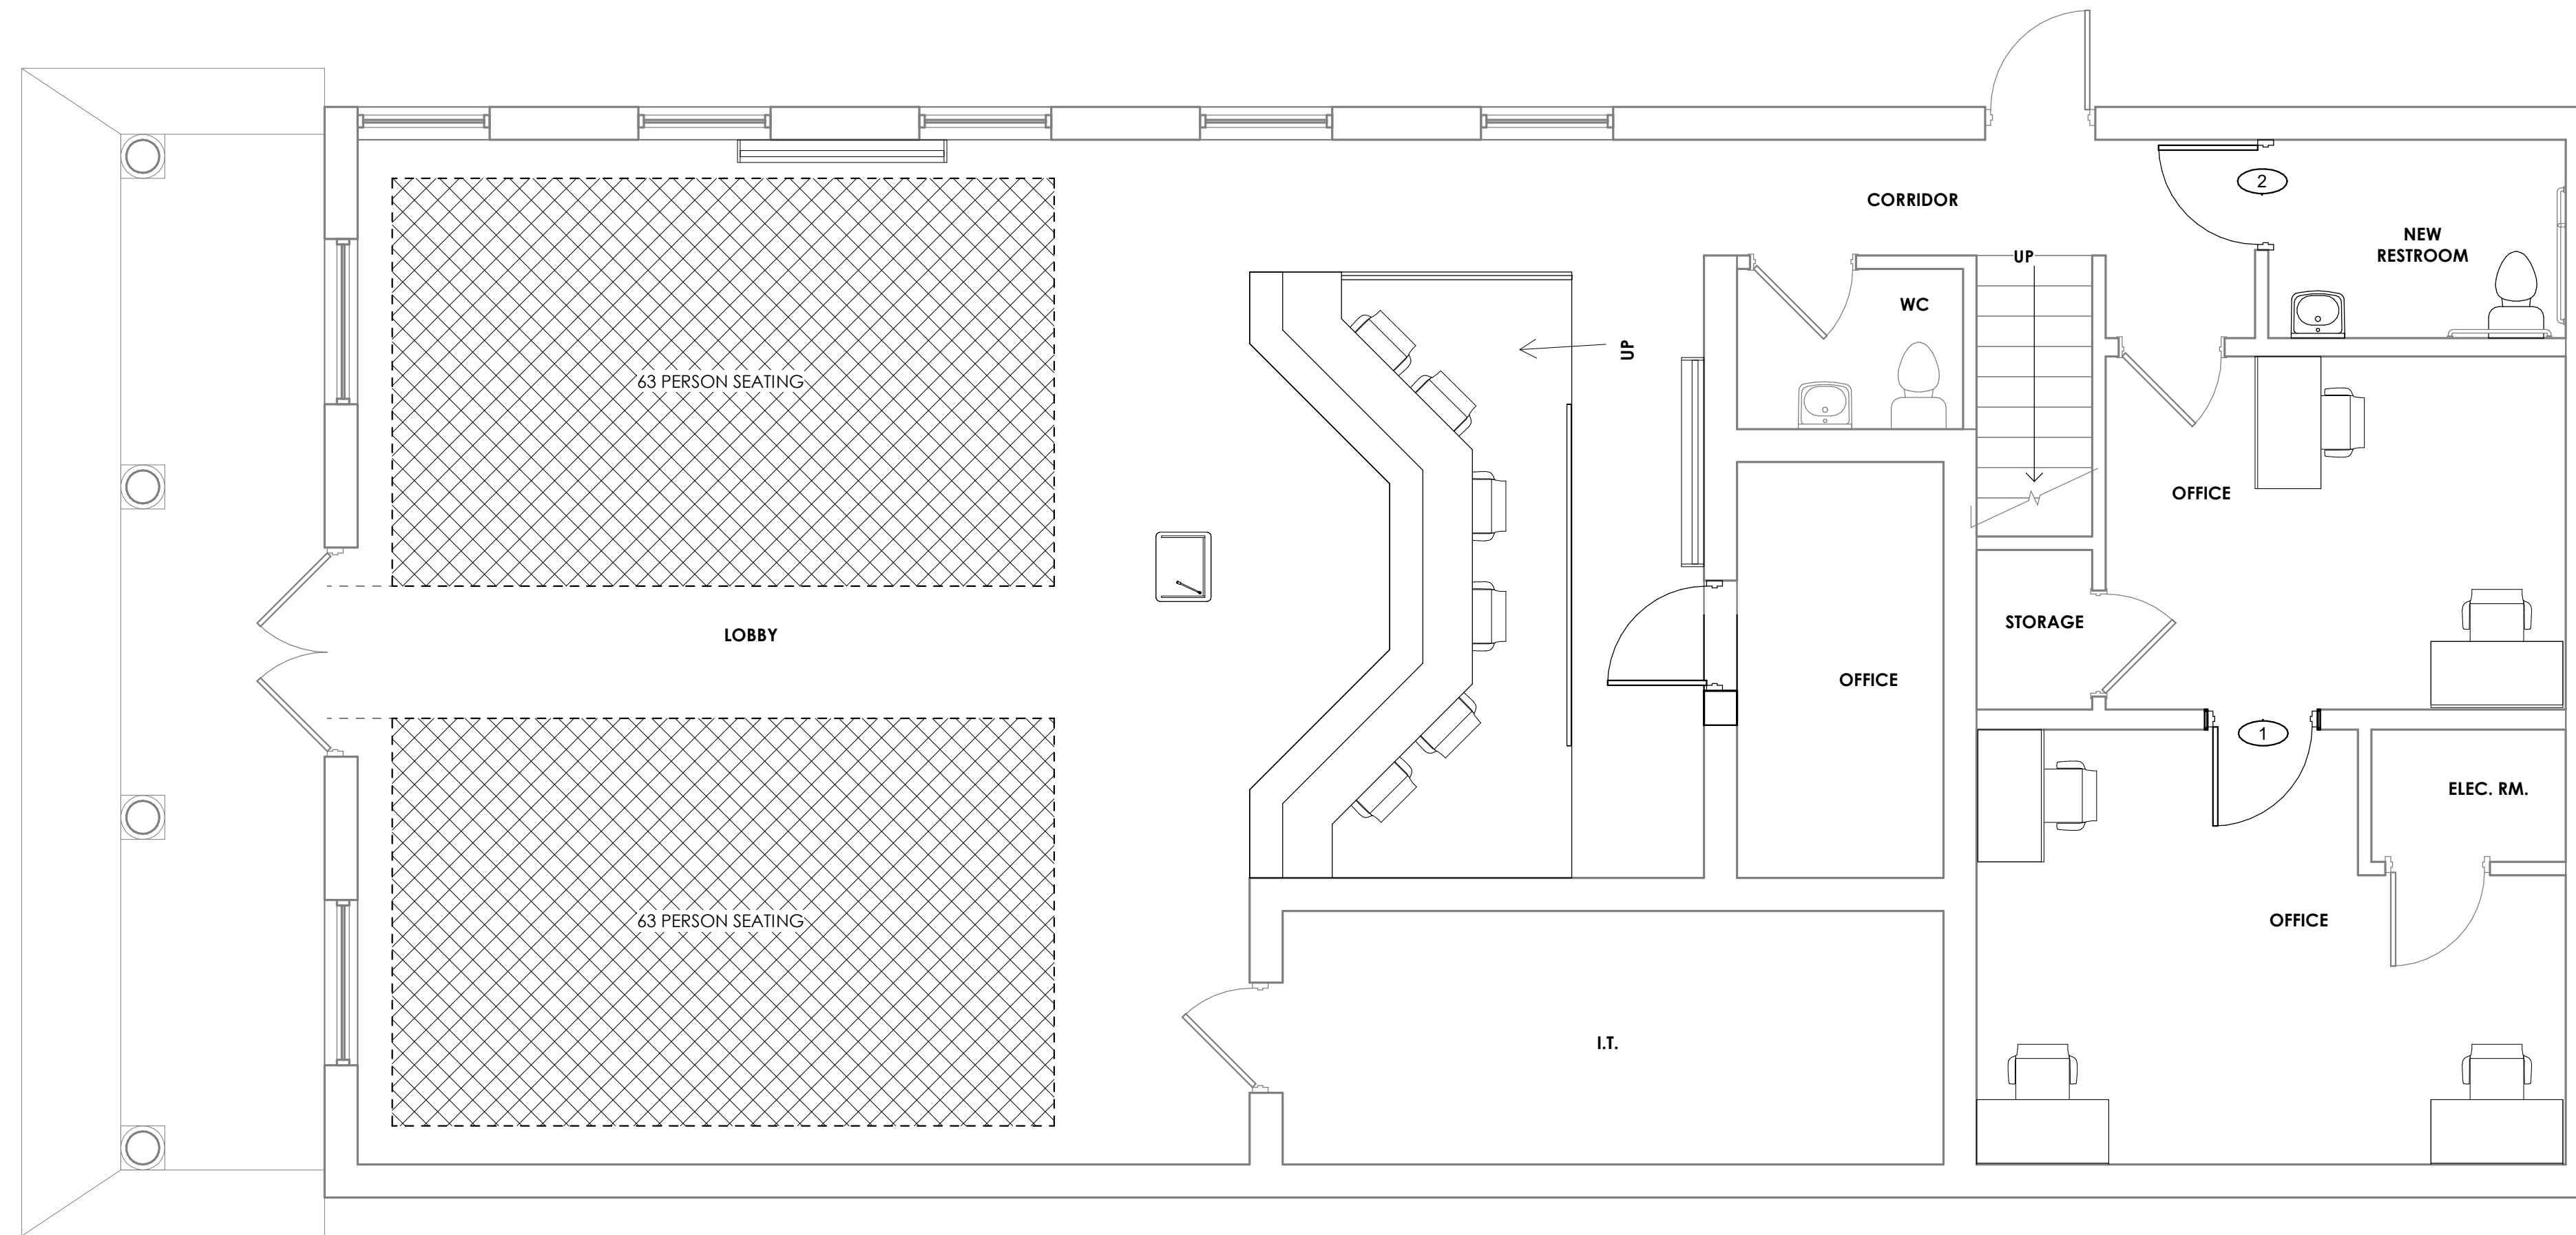 CORRIDOR
2
NEW
RESTROOM
UP
WC
UP
63 PERSON SEATING
OFFICE
STORAGE
LOBBY
OFFICE
1
ELEC. RM.
63 PERSON SEATING
OFFICE
I.T.